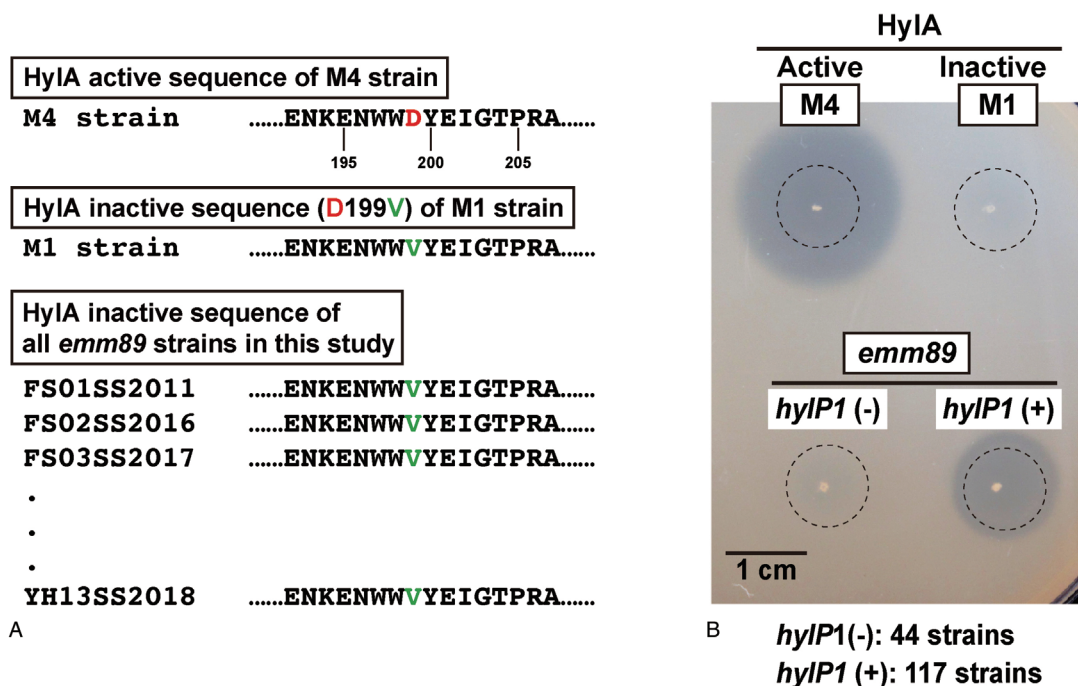 HylA active sequence of M4 strain
M4 strain ......ENKENWWDYEIGTPRA......
195 200 205
HylA inactive sequence (D199V) of M1 strain
M1 strain ......ENKENWWVYEIGTPRA......
HylA inactive sequence of
all emm89 strains in this study
FS01SS2011 ......ENKENWWVYEIGTPRA......
FS02SS2016 ......ENKENWWVYEIGTPRA......
FS03SS2017 ......ENKENWWVYEIGTPRA......
.
.
.
YH13SS2018 ......ENKENWWVYEIGTPRA......
A
HylA
Active Inactive
M4 M1
emm89
hylP1 (-) hylP1 (+)
1 cm
B
hylP1(-): 44 strains
hylP1 (+): 117 strains